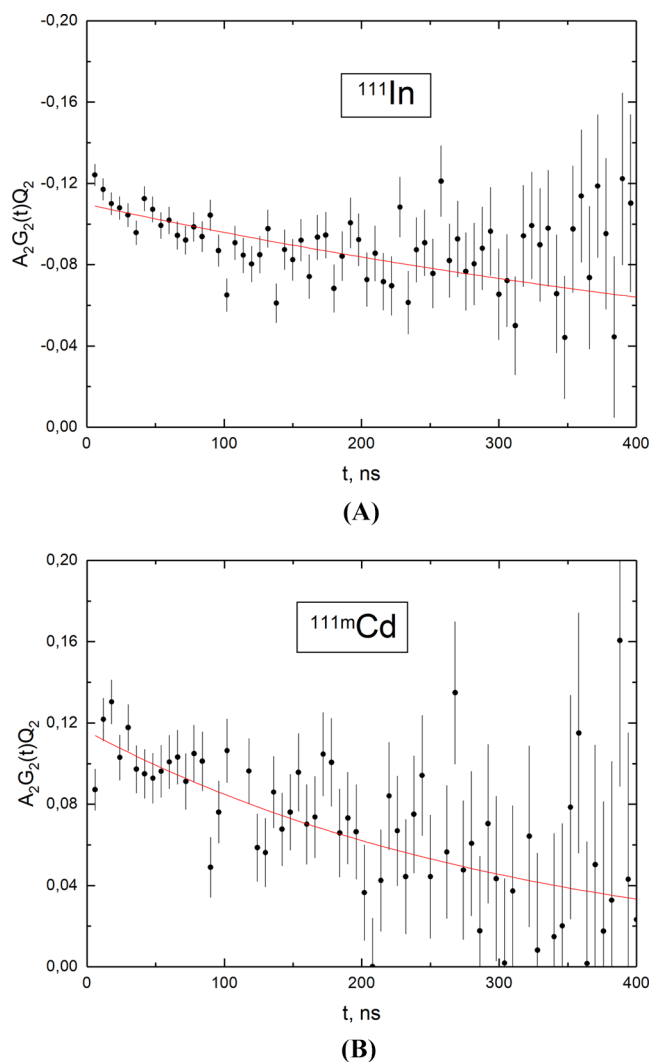 -0,20
-0,16
-0,12
-0,08
-0,04
0,00
A₂G₂(t)Q₂
¹¹¹In
0 100 200 300 400
t, ns
(A)
0,20
0,16
0,12
0,08
0,04
0,00
A₂G₂(t)Q₂
¹¹¹ᵐCd
0 100 200 300 400
t, ns
(B)